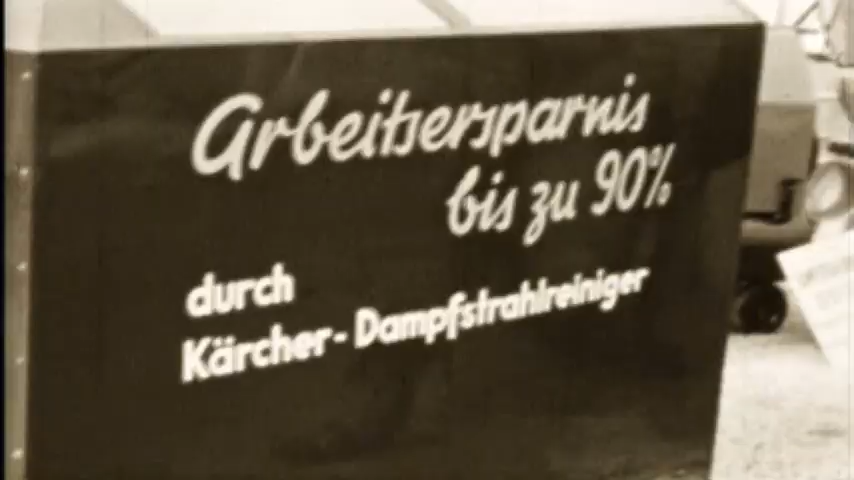 Arbeitsersparnis
bis zu 90%
durch
Kärcher-Dampfstrahlreiniger